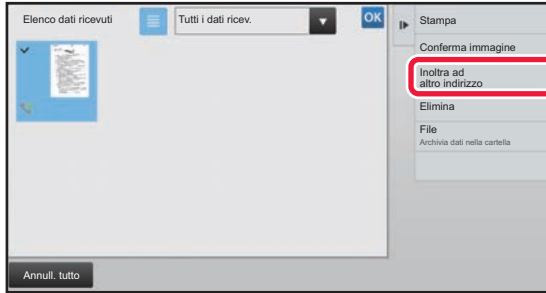 Elenco dati ricevuti
Tutti i dati ricev.
OK
Stampa
Conferma immagine
Inoltra ad
altro indirizzo
Elimina
File
Archivia dati nella cartella
Annull. tutto